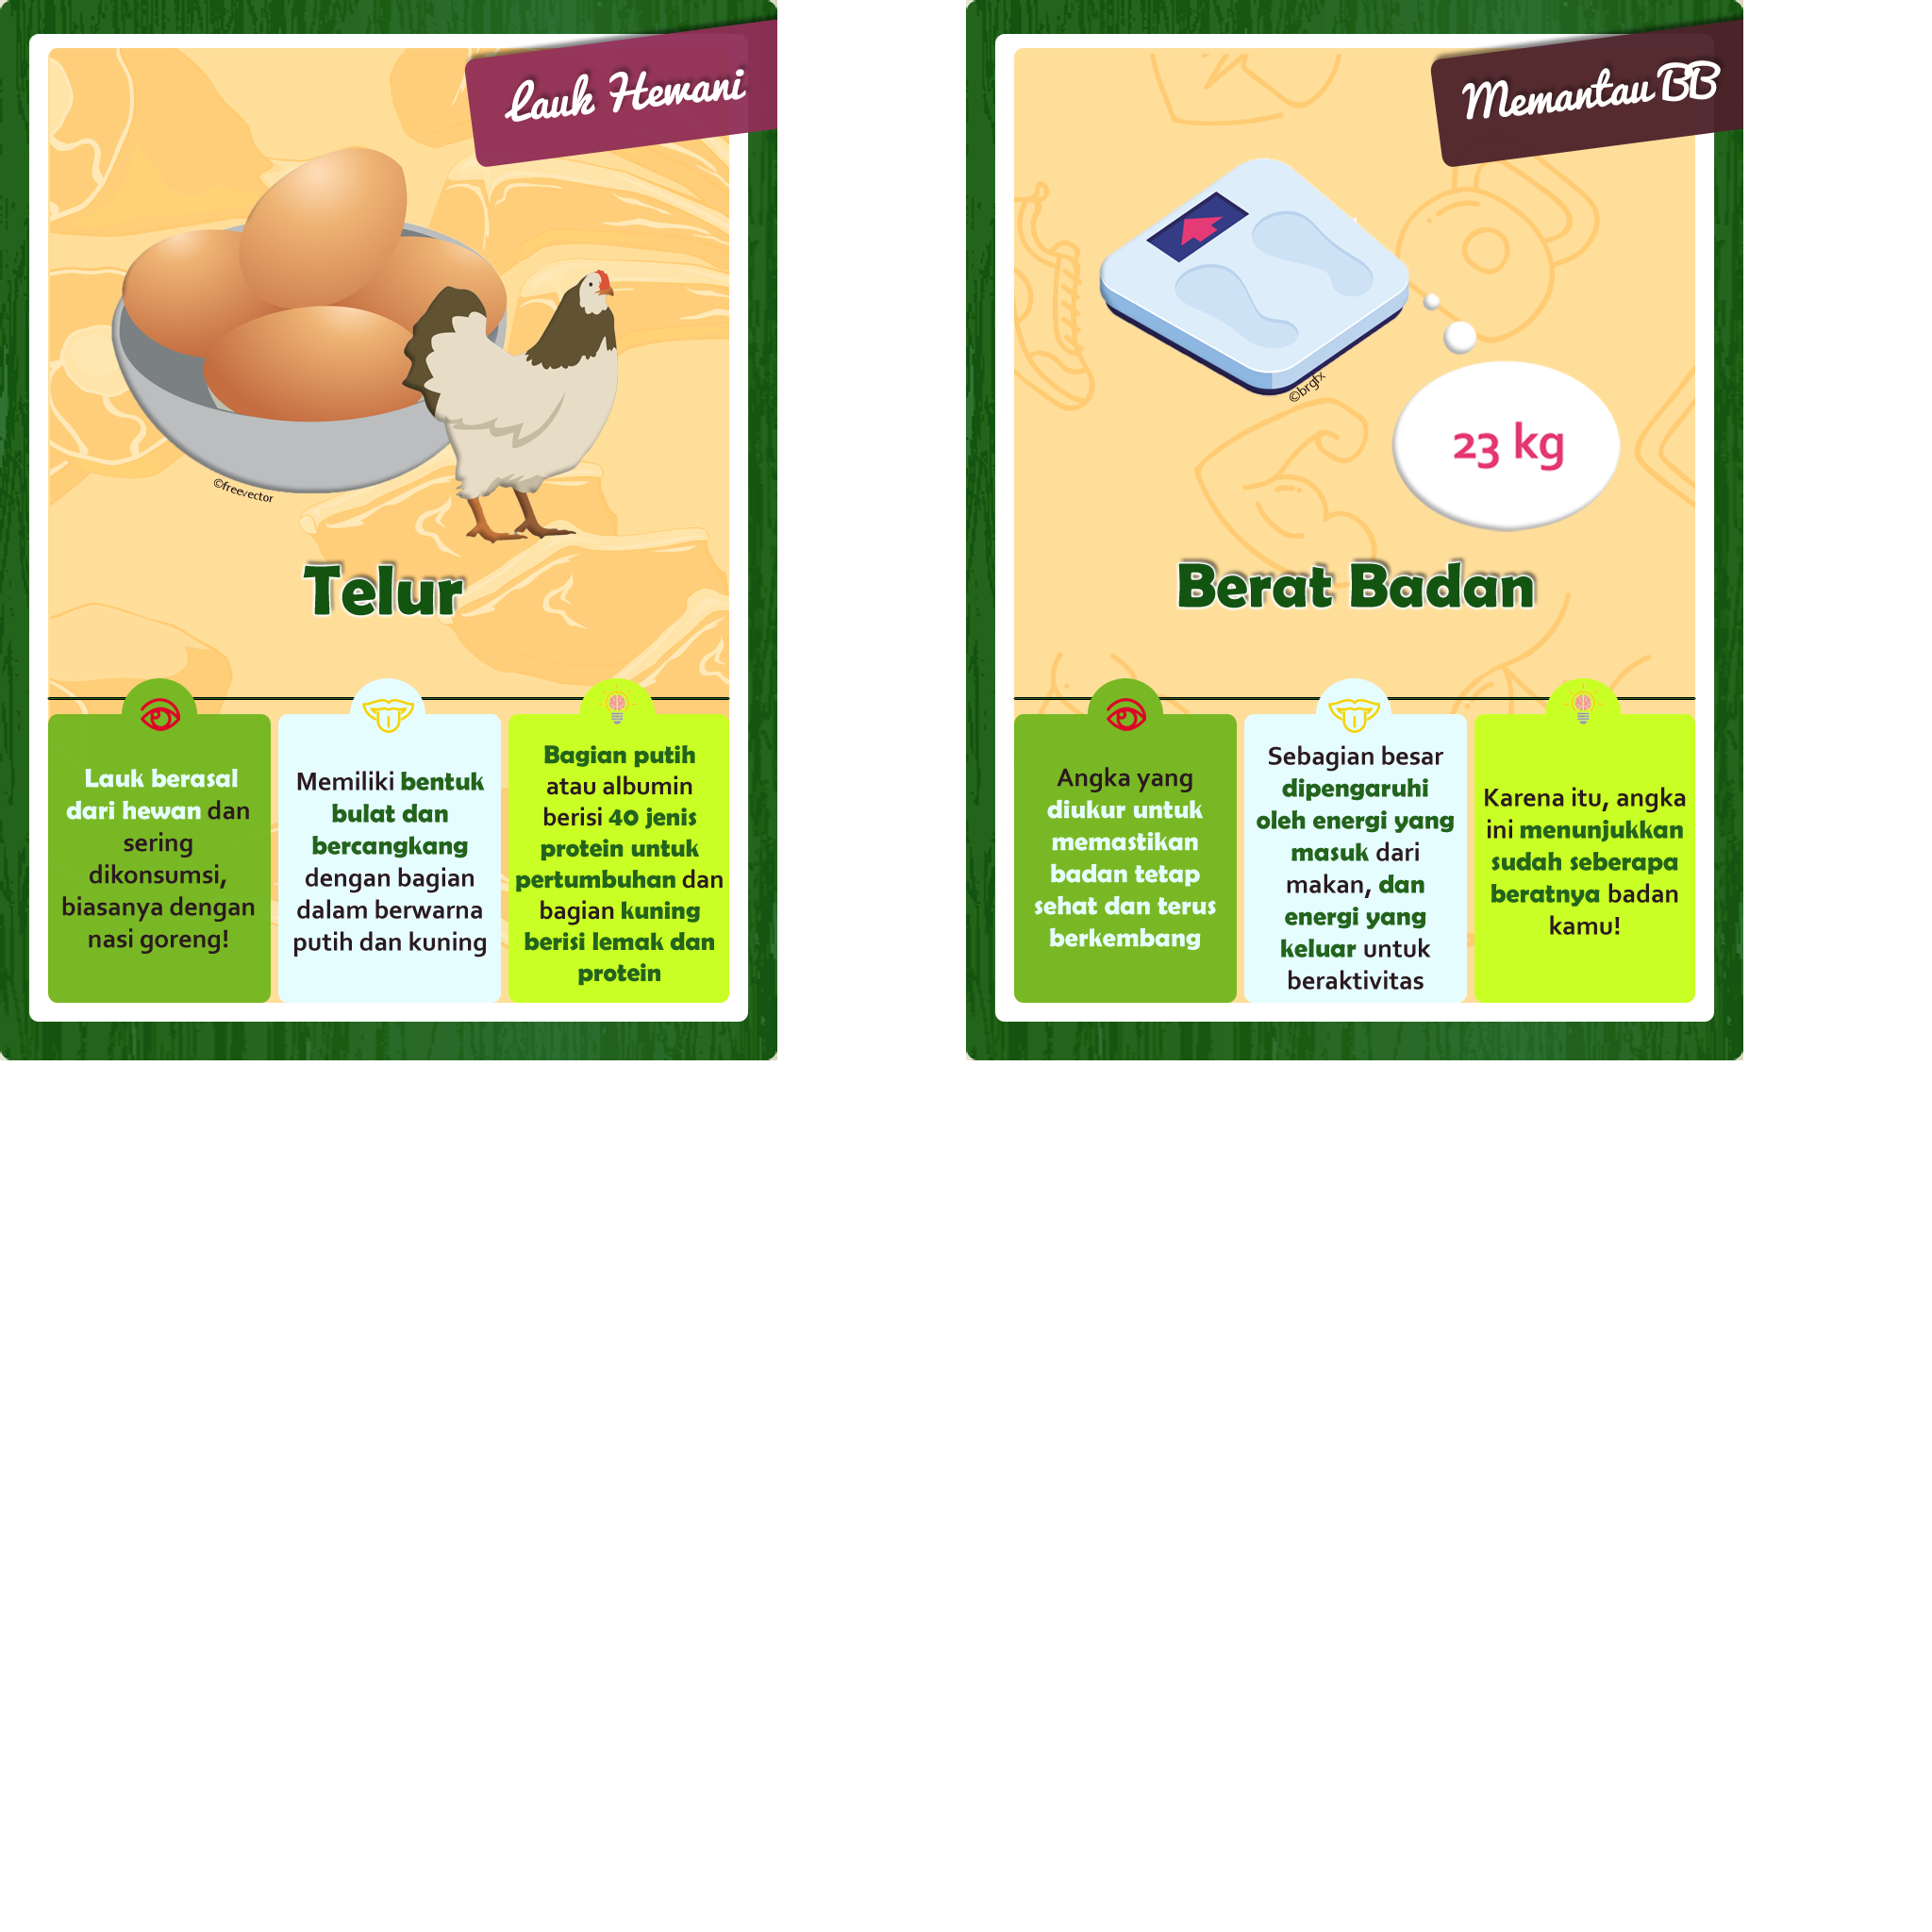 Lauk Hewani
©freevector
Telur
Lauk berasal
dari hewan dan
sering
dikonsumsi,
biasanya dengan
nasi goreng!
Memiliki bentuk
bulat dan
bercangkang
dengan bagian
dalam berwarna
putih dan kuning
Bagian putih
atau albumin
berisi 40 jenis
protein untuk
pertumbuhan dan
bagian kuning
berisi lemak dan
protein
Memantau BB
©brgfx
23 kg
Berat Badan
Angka yang
diukur untuk
memastikan
badan tetap
sehat dan terus
berkembang
Sebagian besar
dipengaruhi
oleh energi yang
masuk dari
makan, dan
energi yang
keluar untuk
beraktivitas
Karena itu, angka
ini menunjukkan
sudah seberapa
beratnya badan
kamu!